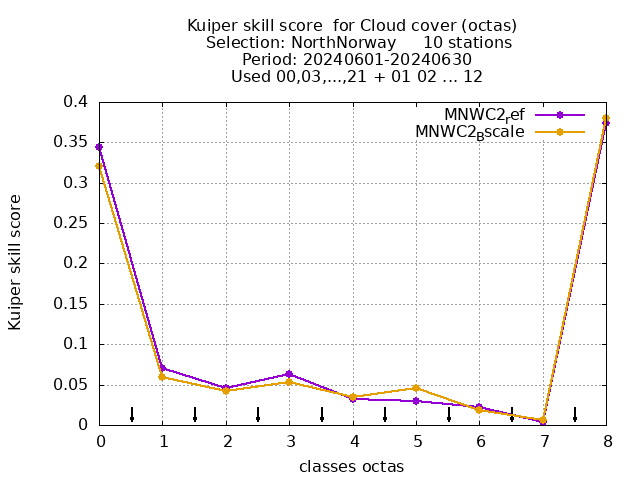 Kuiper skill score  for Cloud cover (octas)
Selection: NorthNorway     10 stations
Period: 20240601-20240630
Used 00,03,...,21 + 01 02 ... 12
MNWC2ref
MNWC2Bscale
0.4
0.35
0.3
0.25
0.2
0.15
0.1
0.05
0
Kuiper skill score
0 1 2 3 4 5 6 7 8
classes octas